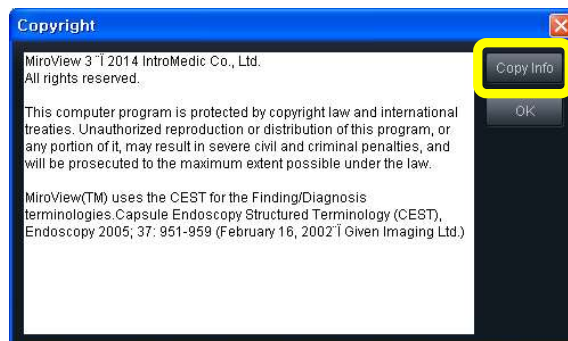 Copyright
MiroView 3 ¨Ï 2014 IntroMedic Co., Ltd.
All rights reserved.
Copy Info
OK
This computer program is protected by copyright law and international
treaties. Unauthorized reproduction or distribution of this program, or
any portion of it, may result in severe civil and criminal penalties, and
will be prosecuted to the maximum extent possible under the law.
MiroView(TM) uses the CEST for the Finding/Diagnosis
terminologies.Capsule Endoscopy Structured Terminology (CEST),
Endoscopy 2005; 37: 951-959 (February 16, 2002¨Ï Given Imaging Ltd.)